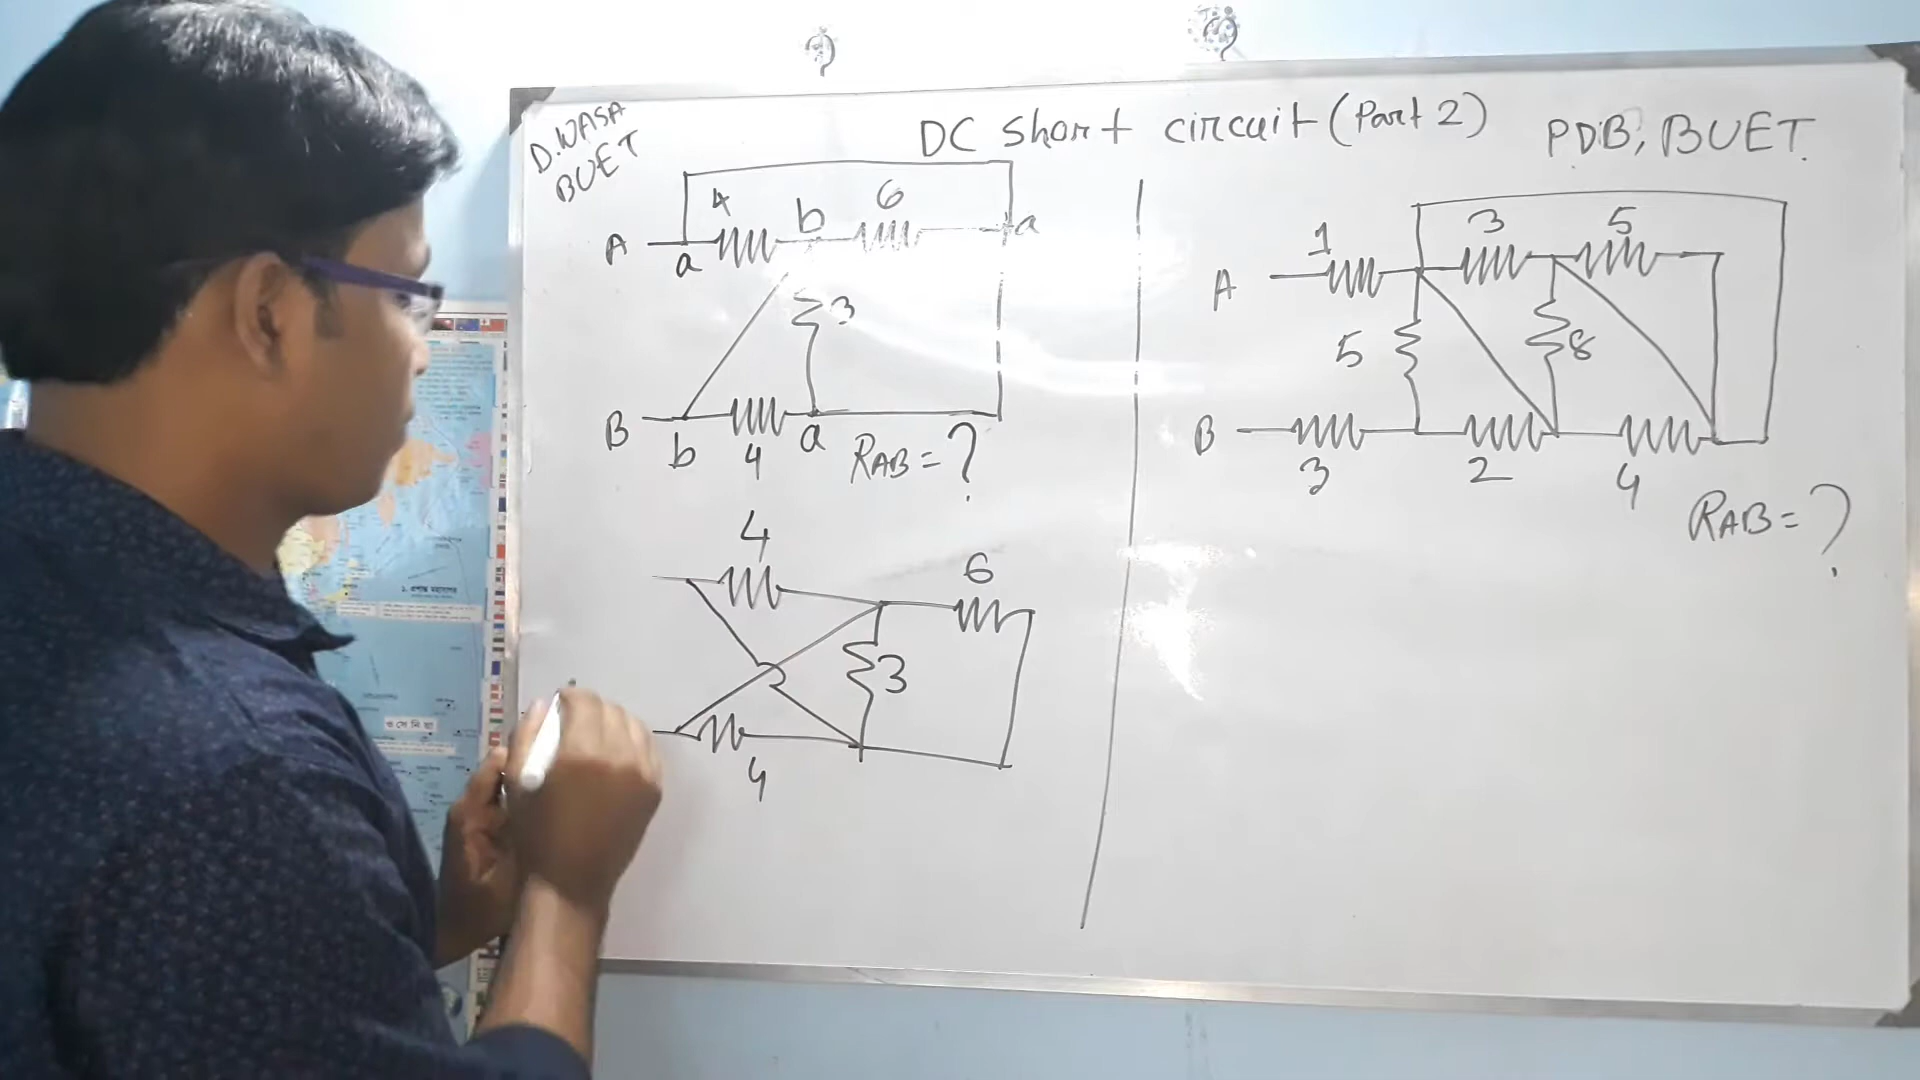 D.WASA
BUET
DC short circuit (Part 2)
PDB, BUET.
4
b
6
A
a
a
3
B
b
4
a
RAB = ?
4
6
3
4
1
3
5
A
5
8
B
3
2
4
RAB = ?